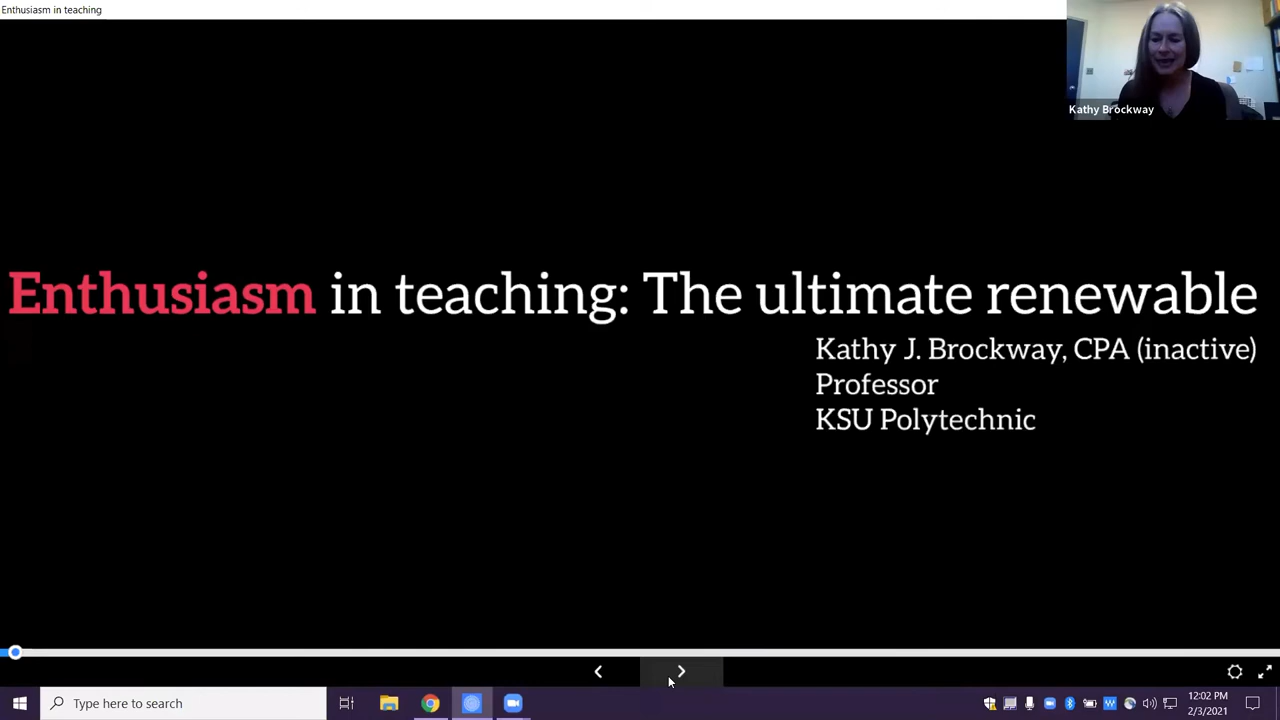 Enthusiasm in teaching
Kathy Brockway
Enthusiasm in teaching: The ultimate renewable
Kathy J. Brockway, CPA (inactive)
Professor
KSU Polytechnic
Type here to search
12:02 PM
2/3/2021